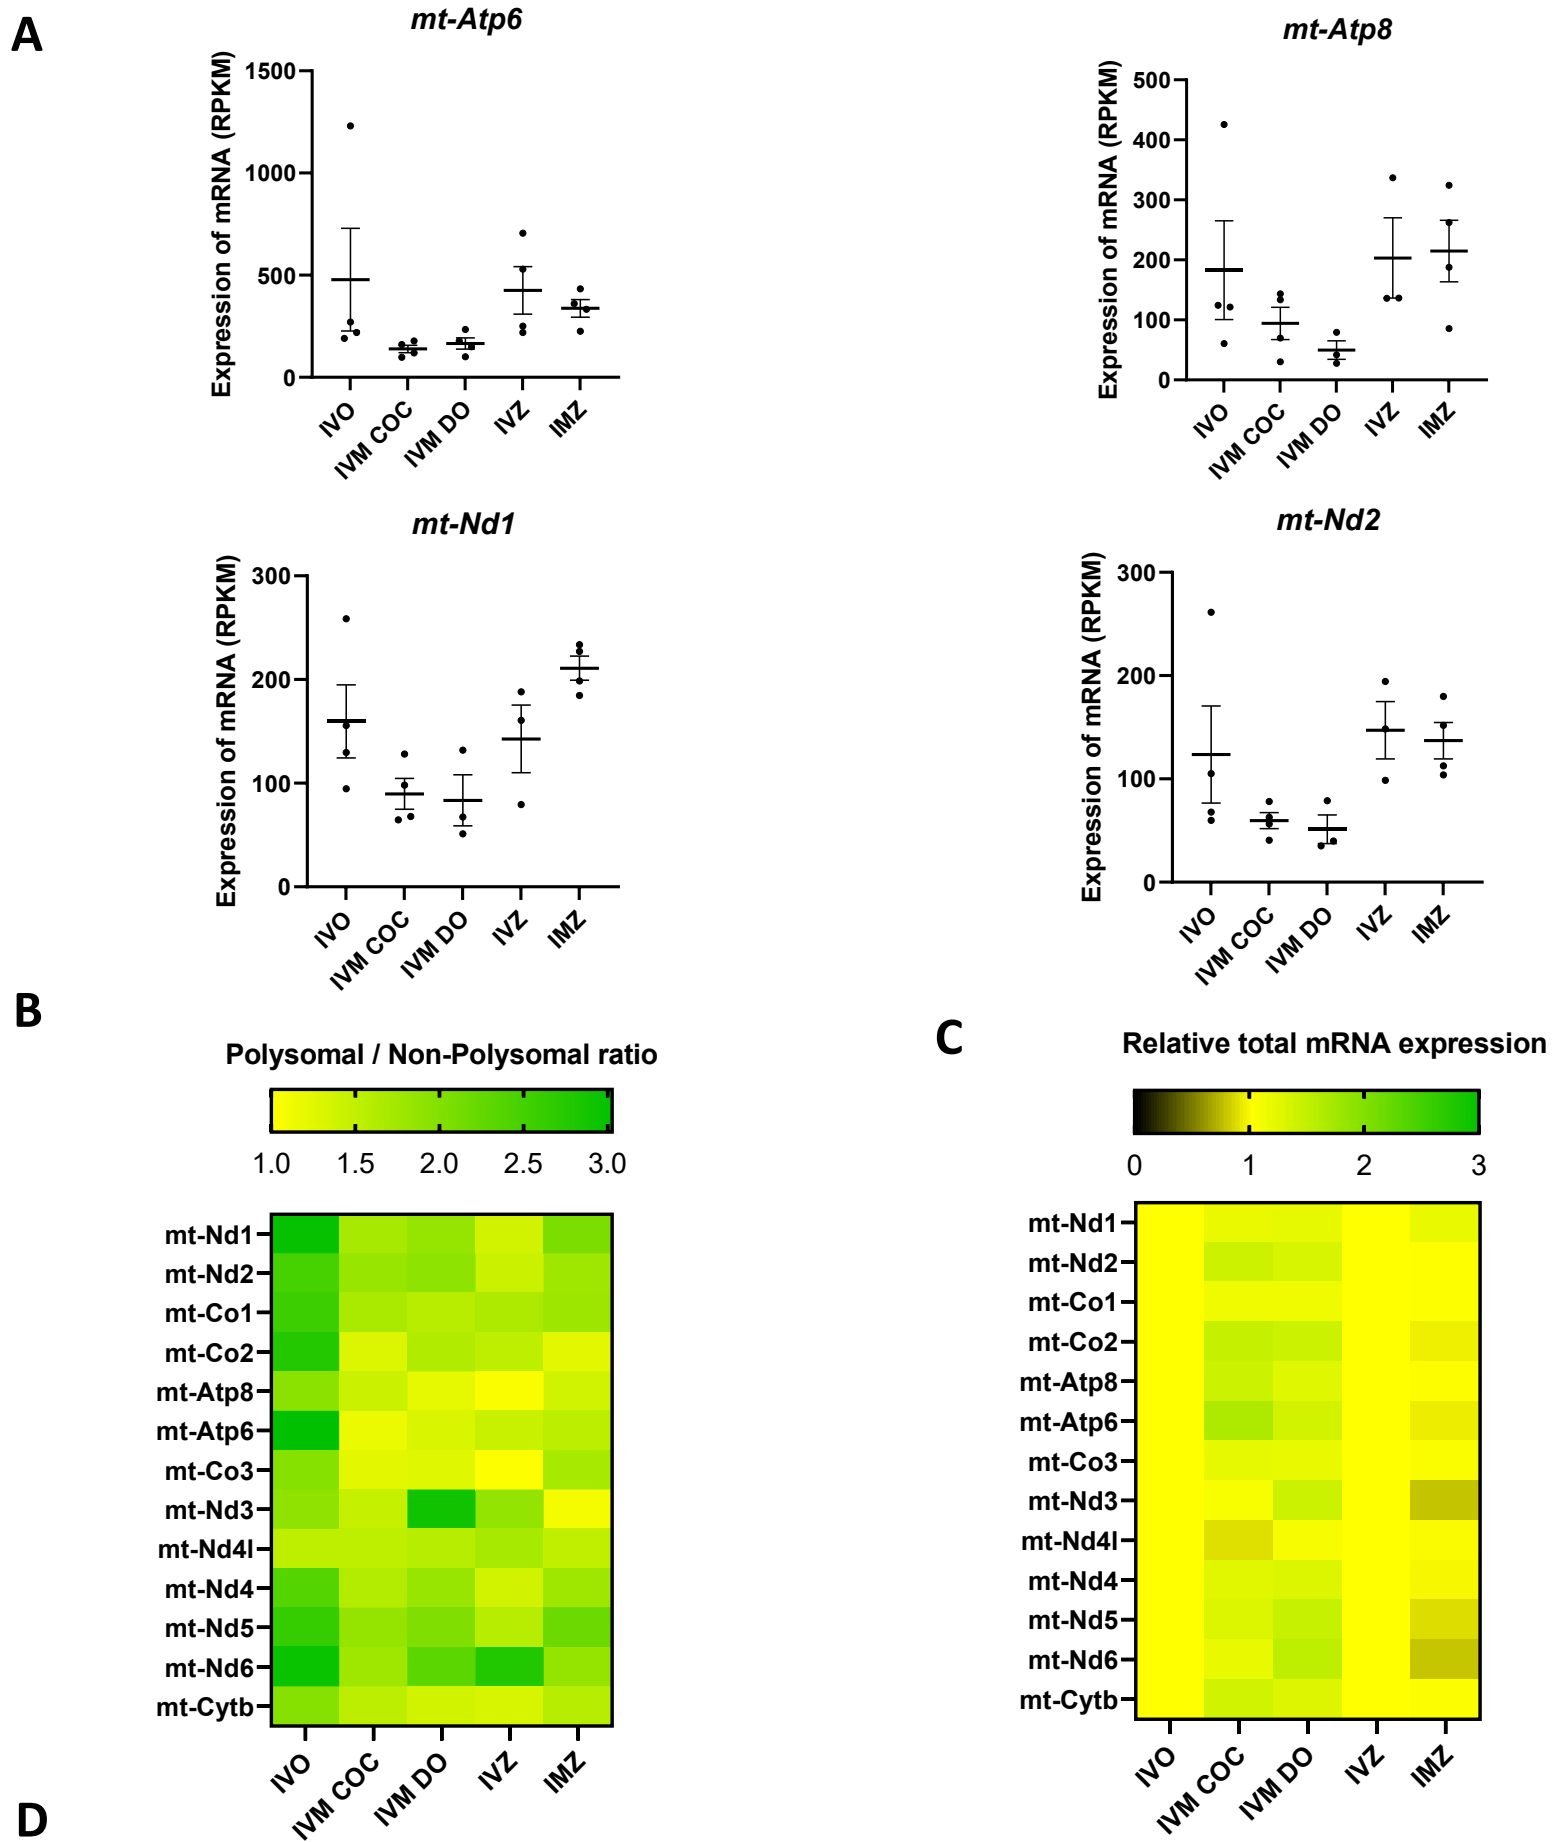 A
mt-Atp6
Expression of mRNA (RPKM)
1500
1000
500
0
IVO
IVM COC
IVM DO
IVZ
IMZ
mt-Atp8
Expression of mRNA (RPKM)
500
400
300
200
100
0
IVO
IVM COC
IVM DO
IVZ
IMZ
mt-Nd1
Expression of mRNA (RPKM)
300
200
100
0
IVO
IVM COC
IVM DO
IVZ
IMZ
mt-Nd2
Expression of mRNA (RPKM)
300
200
100
0
IVO
IVM COC
IVM DO
IVZ
IMZ
B
Polysomal / Non-Polysomal ratio
1.0 1.5 2.0 2.5 3.0
mt-Nd1
mt-Nd2
mt-Co1
mt-Co2
mt-Atp8
mt-Atp6
mt-Co3
mt-Nd3
mt-Nd4l
mt-Nd4
mt-Nd5
mt-Nd6
mt-Cytb
IVO
IVM COC
IVM DO
IVZ
IMZ
C
Relative total mRNA expression
0 1 2 3
mt-Nd1
mt-Nd2
mt-Co1
mt-Co2
mt-Atp8
mt-Atp6
mt-Co3
mt-Nd3
mt-Nd4l
mt-Nd4
mt-Nd5
mt-Nd6
mt-Cytb
IVO
IVM COC
IVM DO
IVZ
IMZ
D